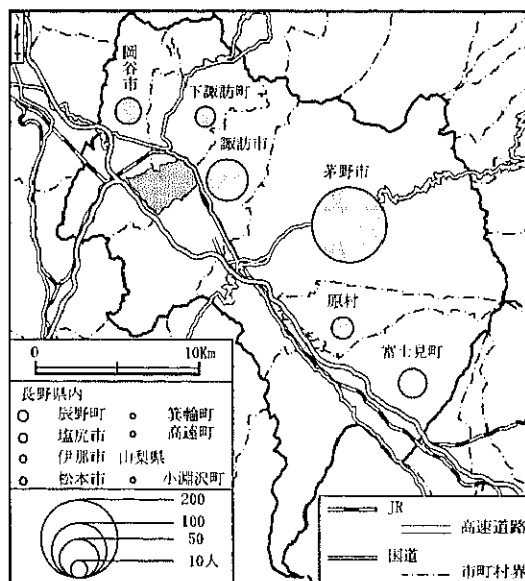 岡谷市
下諏訪町
諏訪市
茅野市
原村
富士見町
0 10Km
長野県内
辰野町 箕輪町
塩尻市 高遠町
伊那市 山梨県
松本市 小淵沢町
200
100
50
10人
JR
高速道路
国道
市町村界